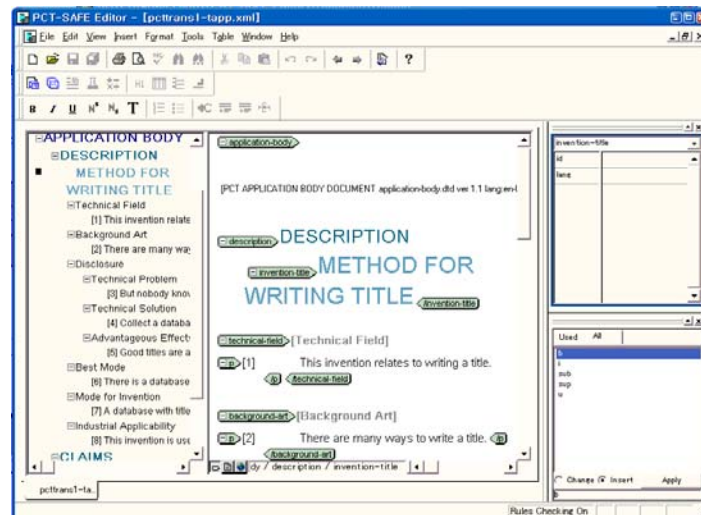 PCT-SAFE Editor - [pcttrans1-tapp.xml]
File Edit View Insert Format Tools Table Window Help
B I U N T
APPLICATION BODY
DESCRIPTION
METHOD FOR
WRITING TITLE
Technical Field
[1] This invention relate
Background Art
[2] There are many way
Disclosure
Technical Problem
[3] But nobody know
Technical Solution
[4] Collect a databa
Advantageous Effect
[5] Good titles are a
Best Mode
[6] There is a database
Mode for Invention
[7] A database with title
Industrial Applicability
[8] This invention is use
CLAIMS
application-body
[PCT APPLICATION BODY DOCUMENT application-body.dtd ver 1.1 lang:en-U
description DESCRIPTION
invention-title METHOD FOR
WRITING TITLE /invention-title
technical-field [Technical Field]
p [1] This invention relates to writing a title.
/p /technical-field
background-art [Background Art]
p [2] There are many ways to write a title. /p
/background-art
dy / description / invention-title
pcttrans1-ta..
invention-title
id
lang
Used All
b
i
sub
sup
u
Change Insert Apply
b
Rules Checking On